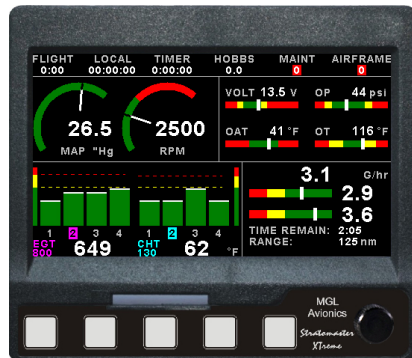 FLIGHT LOCAL TIMER HOBBS MAINT AIRFRAME
0:00 00:00:00 0:00:00 0.0 0 0
VOLT 13.5 V OP 44 psi
26.5 2500
MAP "Hg RPM
OAT 41 °F OT 116 °F
3.1 G/hr
2.9
3.6
1 2 3 4 1 2 3 4
TIME REMAIN: 2:05
RANGE: 125 nm
EGT 649 CHT 62 °F
800 130
MGL
Avionics
Stratomaster
XTreme